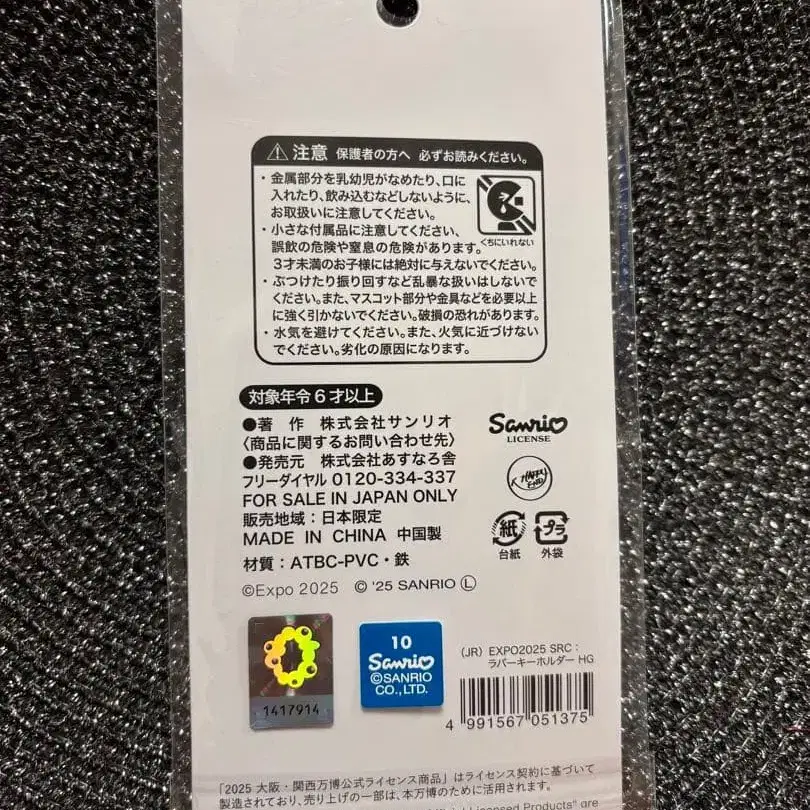 ⚠注意 保護者の方へ 必ずお読みください。
・金属部分を乳幼児がなめたり、口に
入れたり、飲み込むなどしないように、
お取扱いに注意してください。
・小さな付属品に注意してください、
誤飲の危険や窒息の危険があります。
3才未満のお子様には絶対に与えないでください。
くちにいれない
・ぶつけたり振り回すなど乱暴な扱いはしないで
ください。また、マスコット部分や金具などを必要以上
に強く引かないでください。破損の恐れがあります。
・水気を避けてください。また、火気に近づけない
でください。劣化の原因になります。
対象年令6才以上
●著 作 株式会社サンリオ
〈商品に関するお問い合わせ先〉
●発売元 株式会社あすなろ舎
フリーダイヤル 0120-334-337
FOR SALE IN JAPAN ONLY
販売地域：日本限定
MADE IN CHINA 中国製
材質：ATBC-PVC・鉄
©Expo 2025 © '25 SANRIO Ⓛ
Sanrio
LICENSE
HAPPY
END
紙
台紙
プラ
外袋
1417914
10
Sanrio
©SANRIO
CO.,LTD.
(JR) EXPO2025 SRC：
ラバーキーホルダー HG
4 991567 051375
「2025 大阪・関西万博公式ライセンス商品」はライセンス契約に基づいて
製造されており、売り上げの一部は、本万博のために活用されます。
Licensed Products" are